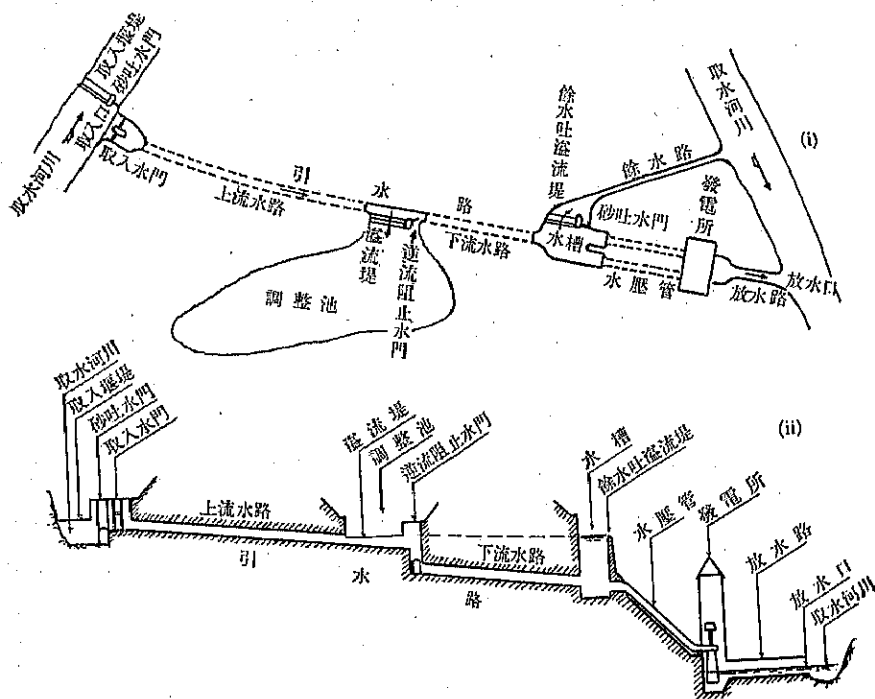 取入堰堤
砂吐水門
取入口
取水河川
取入水門
引水路
上流水路
溢流堤
逆流阻止水門
調整池
下流水路
餘水吐溢流堤
餘水路
砂吐水門
水槽
水壓管
發電所
取水河川
放水路
放水口
(i)
取水河川
取入堰堤
砂吐水門
取入水門
上流水路
引水路
溢流堤
調整池
逆流阻止水門
下流水路
水槽
餘水吐溢流堤
水壓管
發電所
放水路
放水口
取水河川
(ii)